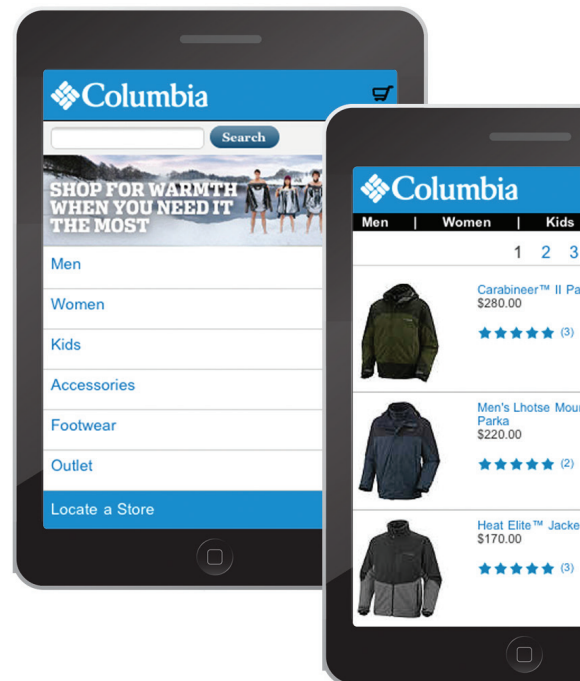 Columbia
Search
SHOP FOR WARMTH
WHEN YOU NEED IT
THE MOST
Men
Women
Kids
Accessories
Footwear
Outlet
Locate a Store
Columbia
Men | Women | Kids
1 2 3
Carabineer™ II Pa
$280.00
(3)
Men's Lhotse Moun
Parka
$220.00
(2)
Heat Elite™ Jacke
$170.00
(3)